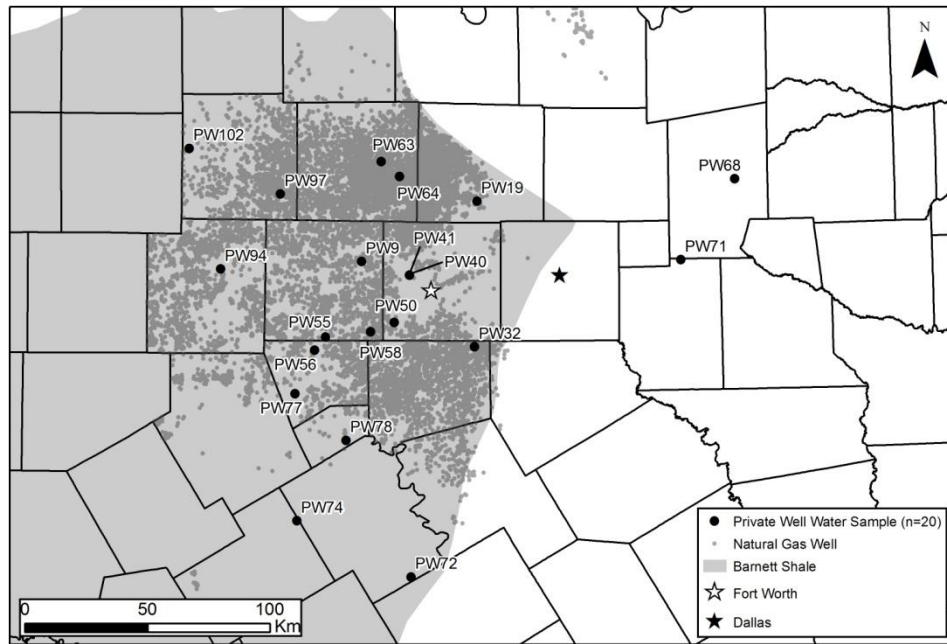 N
PW102
PW63
PW68
PW97
PW64
PW19
PW41
PW9
PW71
PW94
PW40
PW50
PW55
PW32
PW58
PW56
PW77
PW78
PW74
PW72
Private Well Water Sample (n=20)
Natural Gas Well
Barnett Shale
Fort Worth
Dallas
0 50 100
Km